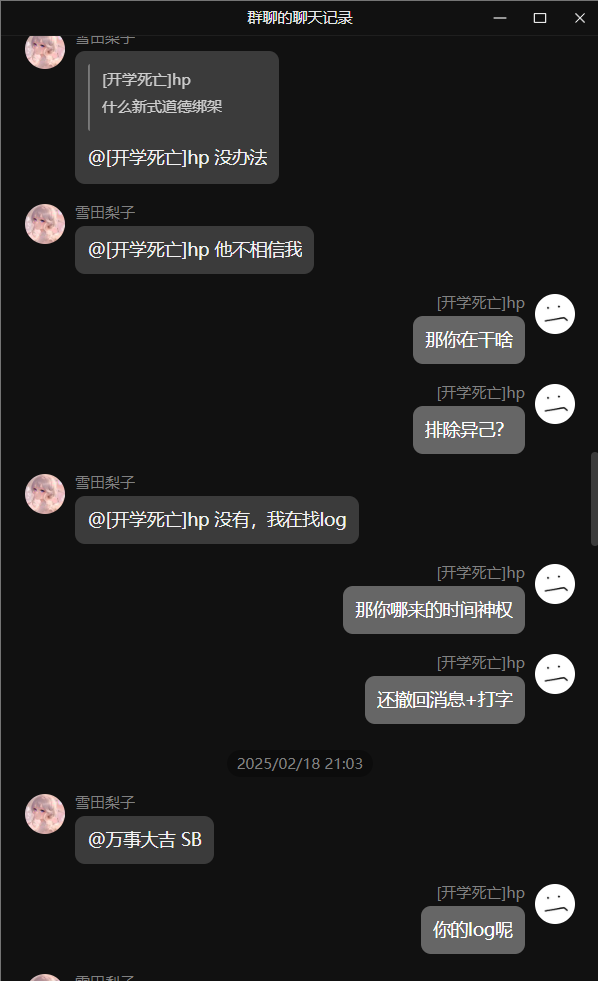 群聊的聊天记录
雪田梨子
[开学死亡]hp
什么新式道德绑架
@[开学死亡]hp 没办法
雪田梨子
@[开学死亡]hp 他不相信我
[开学死亡]hp
那你在干啥
[开学死亡]hp
排除异己?
雪田梨子
@[开学死亡]hp 没有，我在找log
[开学死亡]hp
那你哪来的时间神权
[开学死亡]hp
还撤回消息+打字
2025/02/18 21:03
雪田梨子
@万事大吉 SB
[开学死亡]hp
你的log呢
雪田梨子